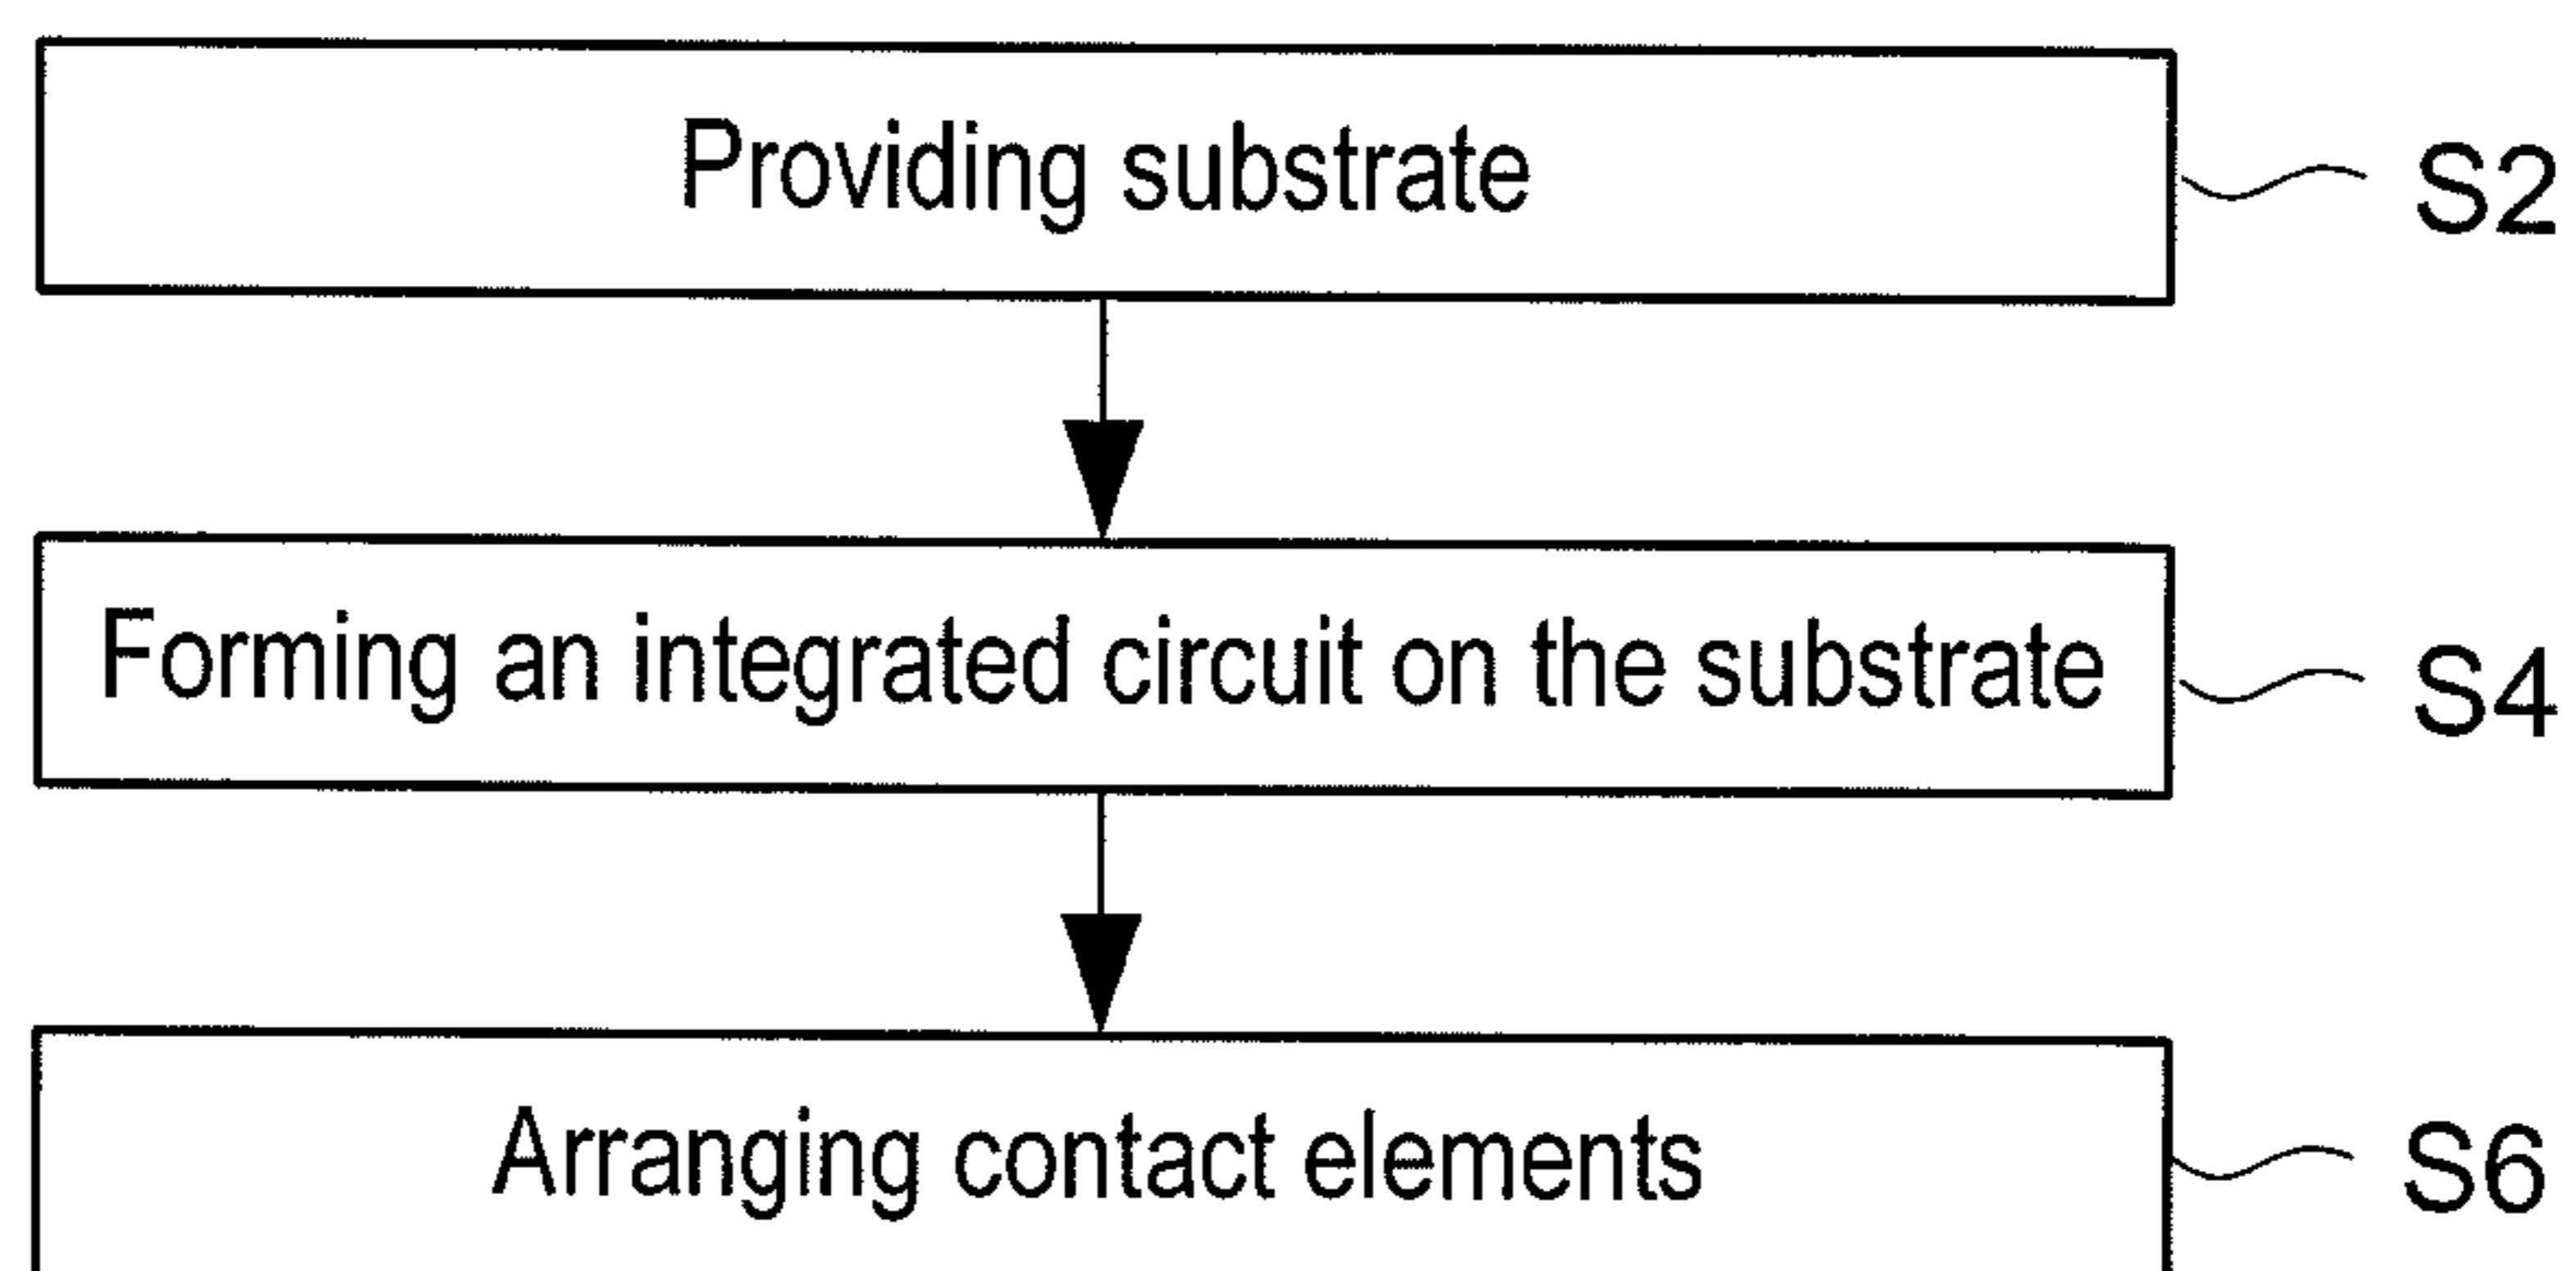 Providing substrate S2
Forming an integrated circuit on the substrate S4
Arranging contact elements S6